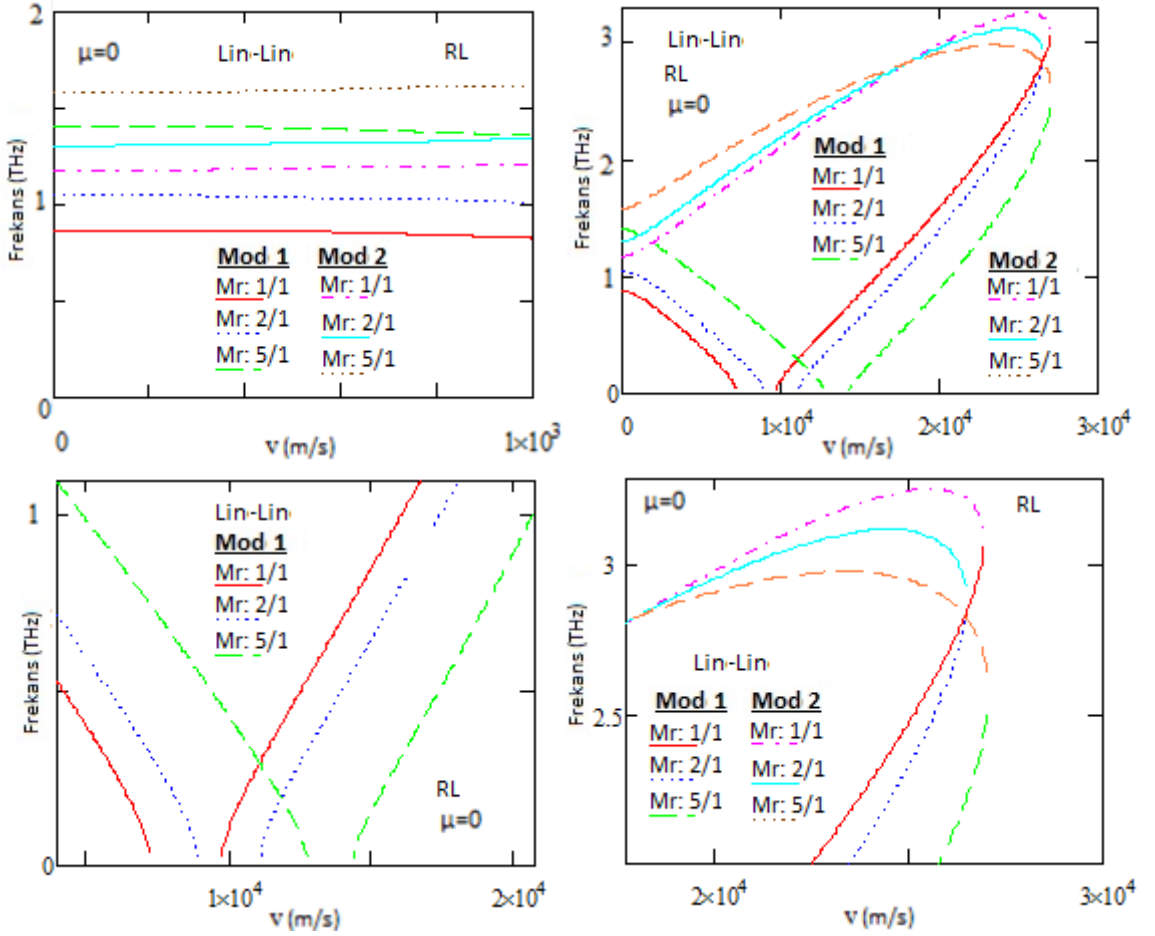 2
μ=0 Lin-Lin RL
Frekans (THz)
1
Mod 1 Mod 2
Mr: 1/1 Mr: 1/1
Mr: 2/1 Mr: 2/1
Mr: 5/1 Mr: 5/1
0
0 1×10³
v (m/s)
3
Lin-Lin
RL
μ=0
Frekans (THz)
2
Mod 1
Mr: 1/1
Mr: 2/1
Mr: 5/1
1
Mod 2
Mr: 1/1
Mr: 2/1
Mr: 5/1
0
0 1×10⁴ 2×10⁴ 3×10⁴
v (m/s)
1
Lin-Lin
Mod 1
Mr: 1/1
Mr: 2/1
Mr: 5/1
Frekans (THz)
RL
μ=0
0
1×10⁴ 2×10⁴
v (m/s)
μ=0 RL
3
Frekans (THz)
Lin-Lin
Mod 1 Mod 2
2.5
Mr: 1/1 Mr: 1/1
Mr: 2/1 Mr: 2/1
Mr: 5/1 Mr: 5/1
2×10⁴ 3×10⁴
v (m/s)